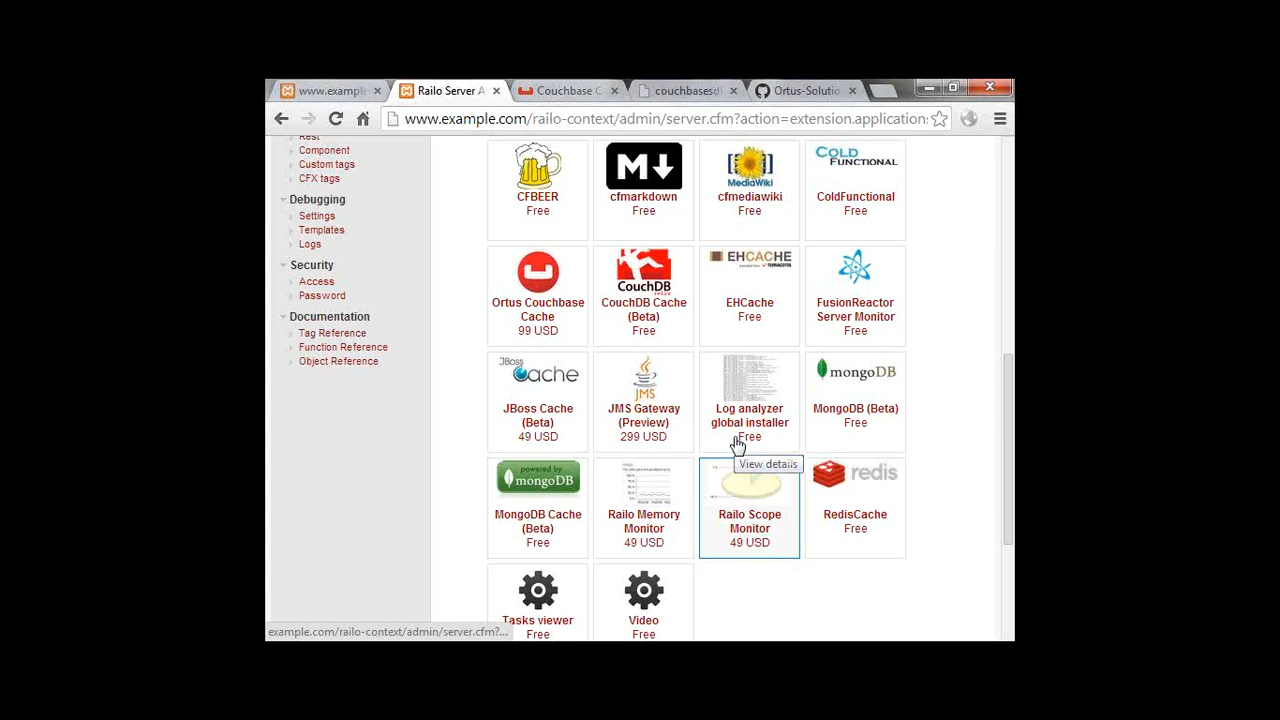 www.example
Railo Server A
Couchbase C
couchbasesd
Ortus-Solutio
www.example.com/railo-context/admin/server.cfm?action=extension.application:
Rest
Component
Custom tags
CFX tags
Debugging
Settings
Templates
Logs
Security
Access
Password
Documentation
Tag Reference
Function Reference
Object Reference
M
CFBEER
Free
cfmarkdown
Free
MediaWiki
cfmediawiki
Free
COLD
FUNCTIONAL
ColdFunctional
Free
Ortus Couchbase
Cache
99 USD
CouchDB
relax
CouchDB Cache
(Beta)
Free
EHCACHE
EHCache
Free
FusionReactor
Server Monitor
Free
JBoss
Cache
JBoss Cache
(Beta)
49 USD
JMS
JMS Gateway
(Preview)
299 USD
Log analyzer
global installer
Free
mongoDB
MongoDB (Beta)
Free
View details
powered by
mongoDB
MongoDB Cache
(Beta)
Free
Railo Memory
Monitor
49 USD
Railo Scope
Monitor
49 USD
redis
RedisCache
Free
Tasks viewer
Free
Video
Free
example.com/railo-context/admin/server.cfm?...